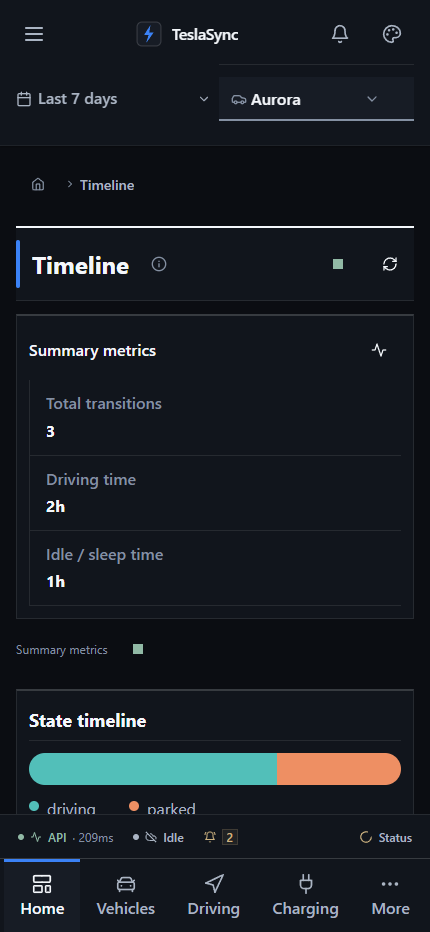 TeslaSync
Last 7 days
Aurora
Timeline
Timeline
Summary metrics
Total transitions
3
Driving time
2h
Idle / sleep time
1h
Summary metrics
State timeline
driving parked
API · 209ms Idle 2 Status
Home Vehicles Driving Charging More